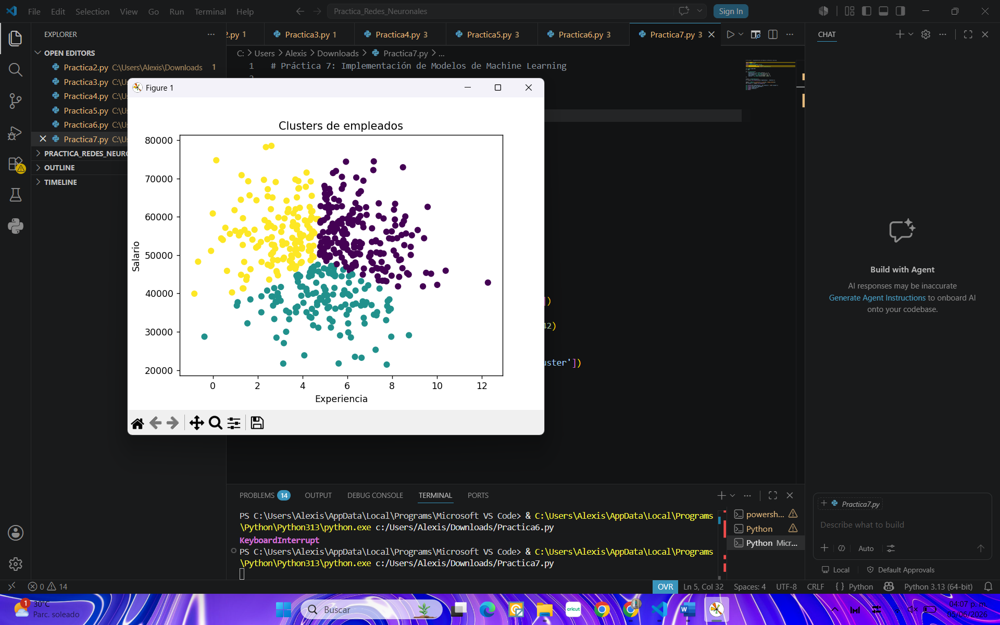 File Edit Selection View Go Run Terminal Help
Practica_Redes_Neuronales
Sign In
EXPLORER
2.py 1
Practica3.py 1
Practica4.py 3
Practica5.py 3
Practica6.py 3
Practica7.py 3
CHAT
OPEN EDITORS
Practica2.py C:\Users\Alexis\Downloads 1
Practica3.py C:\U
Practica4.py C:\U
Practica5.py C:\U
Practica6.py C:\U
Practica7.py C:\U
PRACTICA_REDES_NEURO
OUTLINE
TIMELINE
C: > Users > Alexis > Downloads > Practica7.py > ...
1 # Práctica 7: Implementación de Modelos de Machine Learning
Figure 1
Clusters de empleados
80000
70000
60000
50000
40000
30000
20000
Salario
0 2 4 6 8 10 12
Experiencia
])
42)
uster'])
Build with Agent
AI responses may be inaccurate
Generate Agent Instructions to onboard AI
onto your codebase.
PROBLEMS 14 OUTPUT DEBUG CONSOLE TERMINAL PORTS
PS C:\Users\Alexis\AppData\Local\Programs\Microsoft VS Code> & C:\Users\Alexis\AppData\Local\Programs
\Python\Python313\python.exe c:/Users/Alexis/Downloads/Practica6.py
KeyboardInterrupt
PS C:\Users\Alexis\AppData\Local\Programs\Microsoft VS Code> & C:\Users\Alexis\AppData\Local\Programs
\Python\Python313\python.exe c:/Users/Alexis/Downloads/Practica7.py
powersh...
Python
Python Micr...
Practica7.py
Describe what to build
Auto
Local
Default Approvals
0 14
OVR Ln 5, Col 32 Spaces: 4 UTF-8 CRLF {} Python Python 3.13 (64-bit)
1
30°C
Parc. soleado
Buscar
cricut
04:07 p. m.
05/06/2026